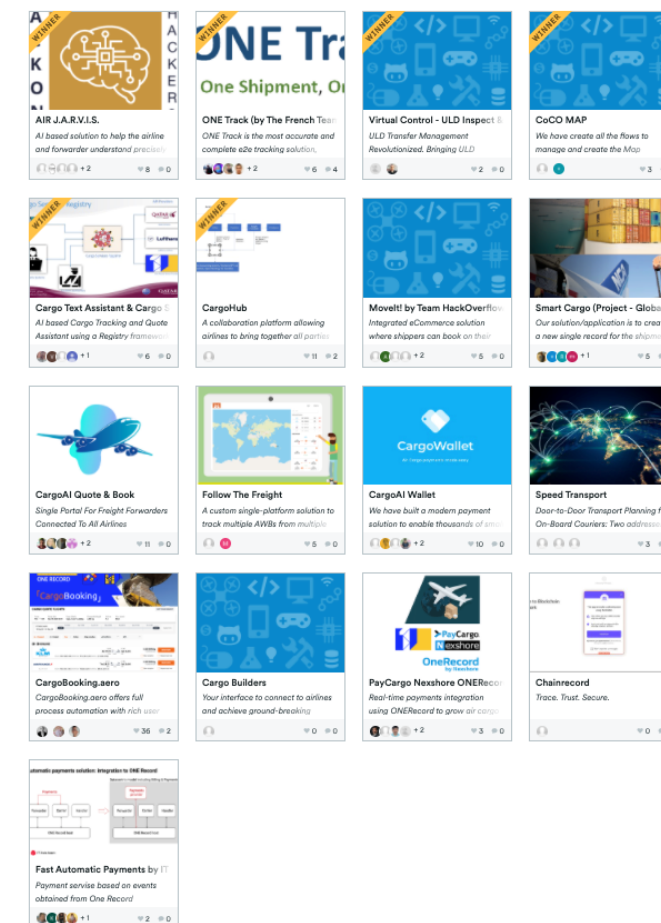 WINNER
HACKER
AIR J.A.R.V.I.S.
AI based solution to help the airline
and forwarder understand precisely
+ 2
8
0
WINNER
ONE Tra
One Shipment, O
ONE Track (by The French Team
ONE Track is the most accurate and
complete e2e tracking solution,
+ 2
6
4
WINNER
Virtual Control - ULD Inspect &
ULD Transfer Management
Revolutionized. Bringing ULD
2
0
WINNER
CoCO MAP
We have create all the flows to
manage and create the Map
3
WINNER
Registry
Cargo Text Assistant & Cargo S
AI based Cargo Tracking and Quote
Assistant using a Registry framework
+ 1
6
0
WINNER
CargoHub
A collaboration platform allowing
airlines to bring together all parties
11
2
MoveIt! by Team HackOverflow
Integrated eCommerce solution
where shippers can book on their
+ 2
5
0
Smart Cargo (Project - Globa
Our solution/application is to crea
a new single record for the shipme
+ 1
5
CargoAI Quote & Book
Single Portal For Freight Forwarders
Connected To All Airlines
+ 2
11
0
Follow The Freight
A custom single-platform solution to
track multiple AWBs from multiple
5
0
CargoWallet
CargoAI Wallet
We have built a modern payment
solution to enable thousands of
+ 2
10
0
Speed Transport
Door-to-Door Transport Planning f
On-Board Couriers: Two address
3
ONE RECORD
CargoBooking
CargoBooking.aero
CargoBooking.aero offers full
process automation with rich user
36
2
Cargo Builders
Your interface to connect to airlines
and achieve ground-breaking
0
0
PayCargo
Nexshore
OneRecord
by Nexshore
PayCargo Nexshore ONERecor
Real-time payments integration
using ONERecord to grow air cargo
+ 2
3
0
to Blockchain
Chainrecord
Trace. Trust. Secure.
0
utomatic payments solution: integration to ONE Record
Fast Automatic Payments by IT
Payment servise based on events
obtained from One Record
+ 1
2
0